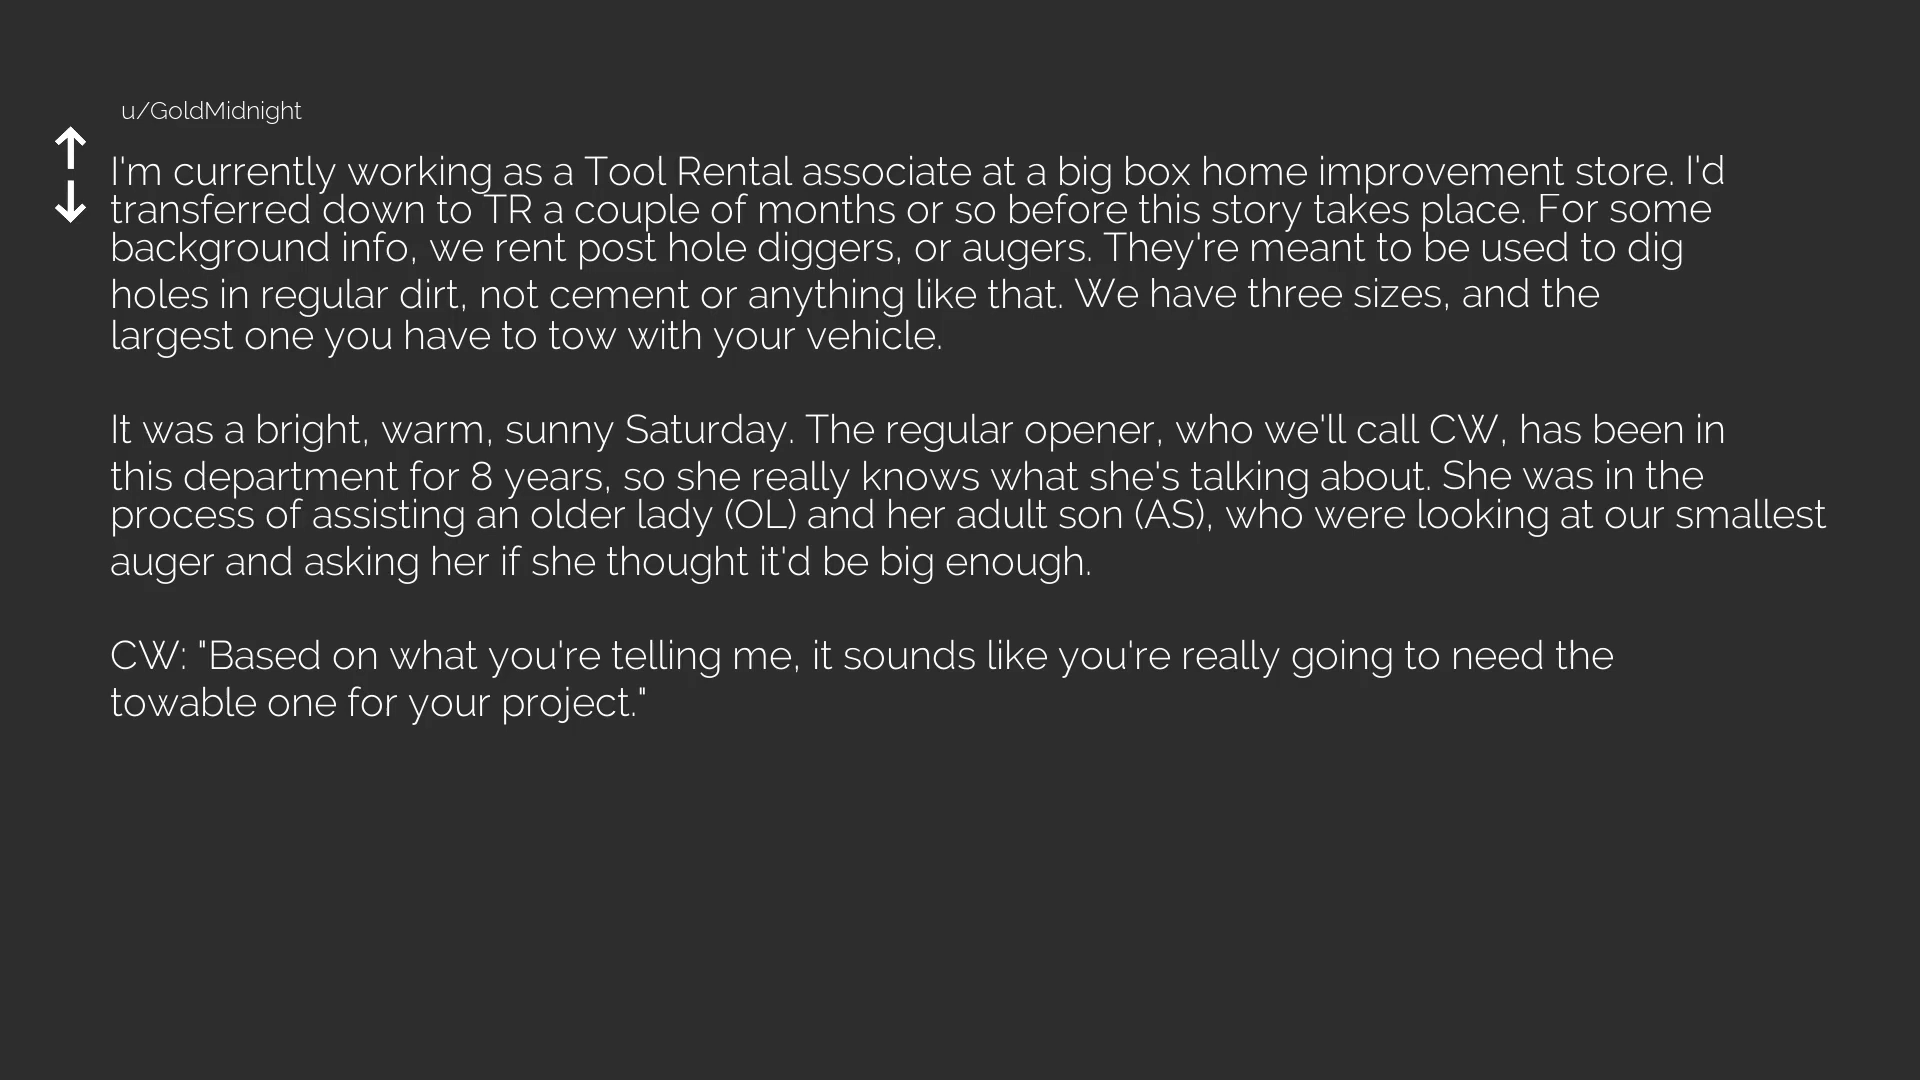 u/GoldMidnight
I'm currently working as a Tool Rental associate at a big box home improvement store. I'd
transferred down to TR a couple of months or so before this story takes place. For some
background info, we rent post hole diggers, or augers. They're meant to be used to dig
holes in regular dirt, not cement or anything like that. We have three sizes, and the
largest one you have to tow with your vehicle.
It was a bright, warm, sunny Saturday. The regular opener, who we'll call CW, has been in
this department for 8 years, so she really knows what she's talking about. She was in the
process of assisting an older lady (OL) and her adult son (AS), who were looking at our smallest
auger and asking her if she thought it'd be big enough.
CW: "Based on what you're telling me, it sounds like you're really going to need the
towable one for your project."